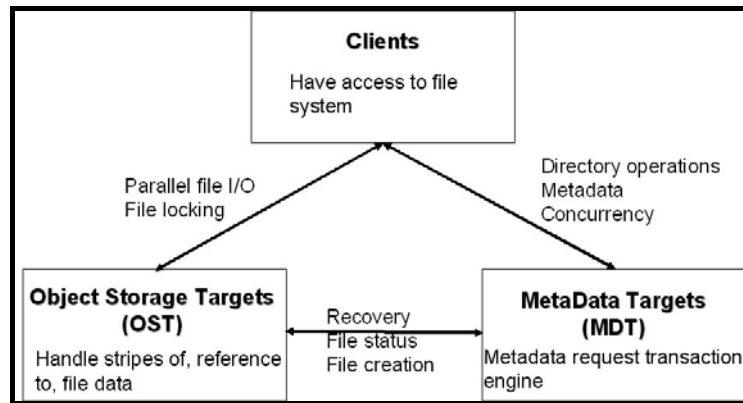 Clients
Have access to file
system
Parallel file I/O
File locking
Directory operations
Metadata
Concurrency
Object Storage Targets
(OST)
Handle stripes of, reference
to, file data
Recovery
File status
File creation
MetaData Targets
(MDT)
Metadata request transaction
engine